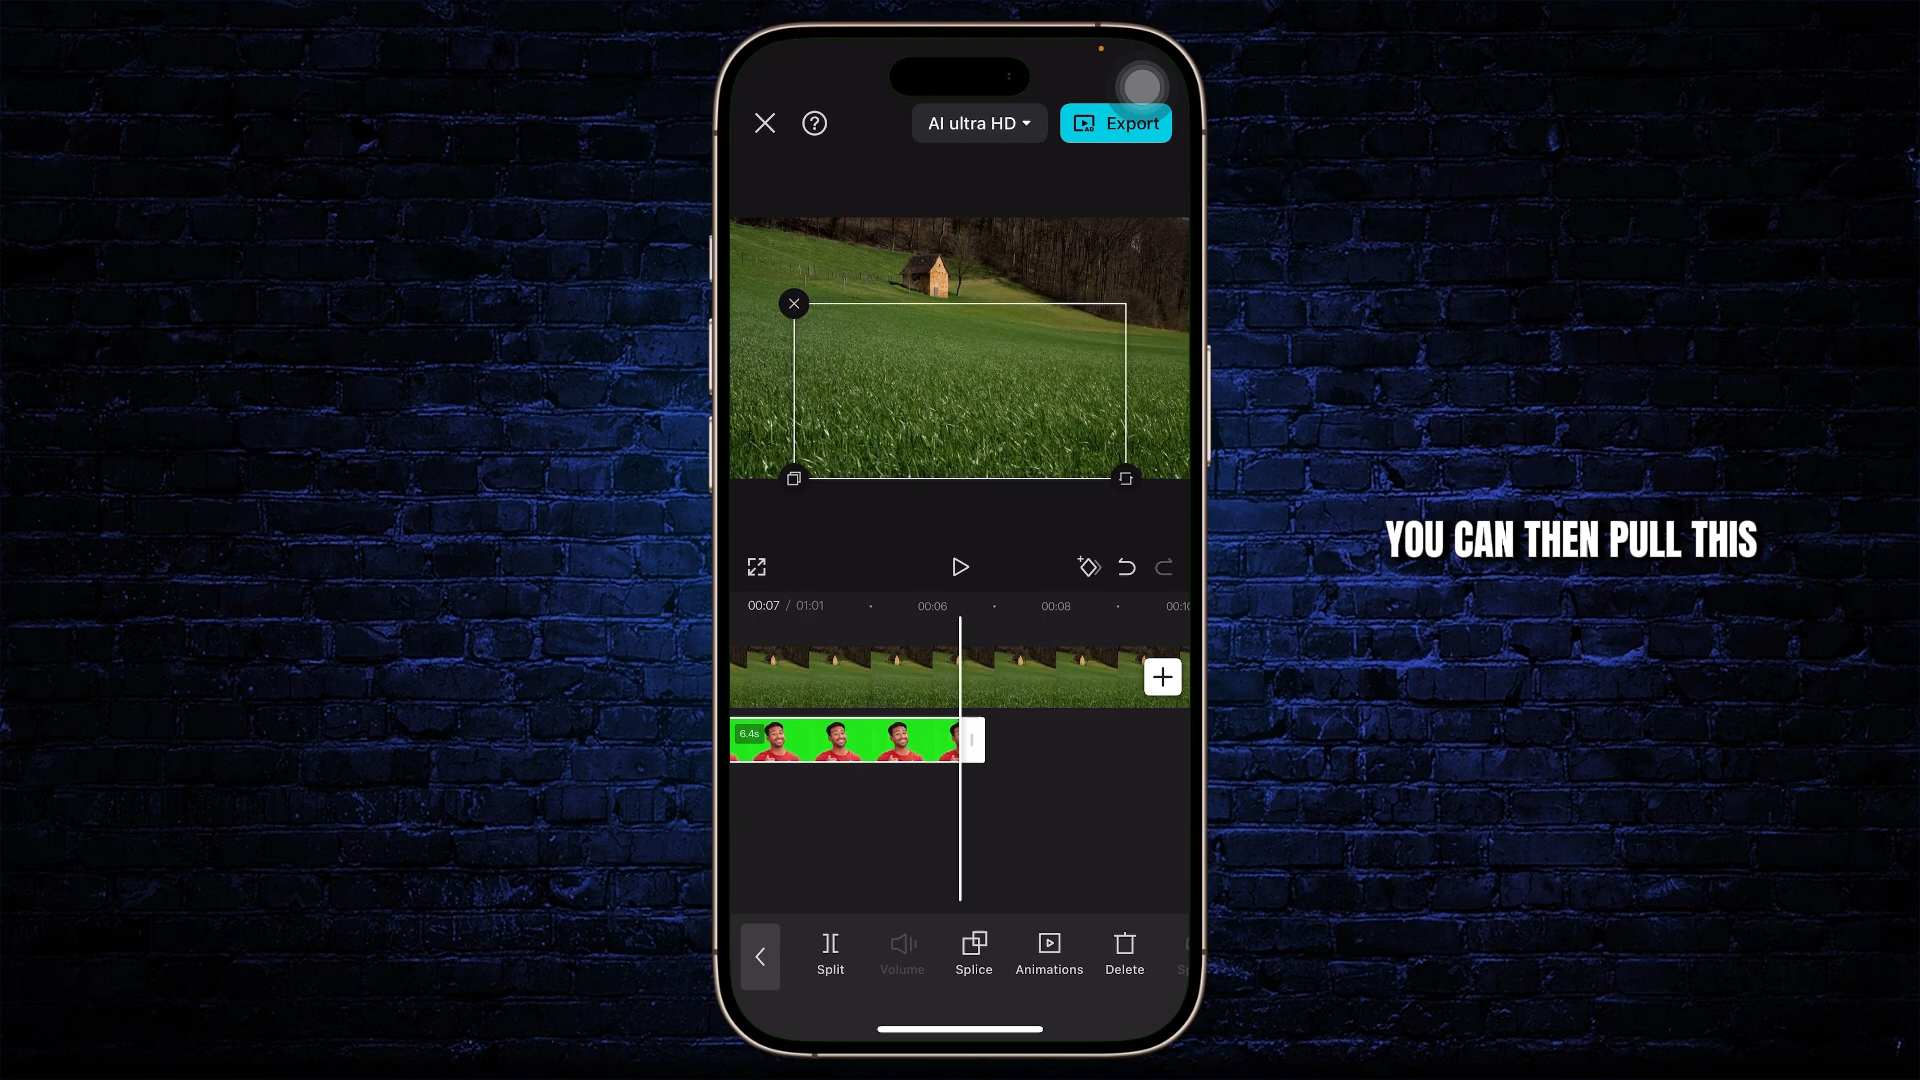 AI ultra HD
Export
YOU CAN THEN PULL THIS
00:07 / 01:01
00:06
00:08
6.4s
Split
Volume
Splice
Animations
Delete